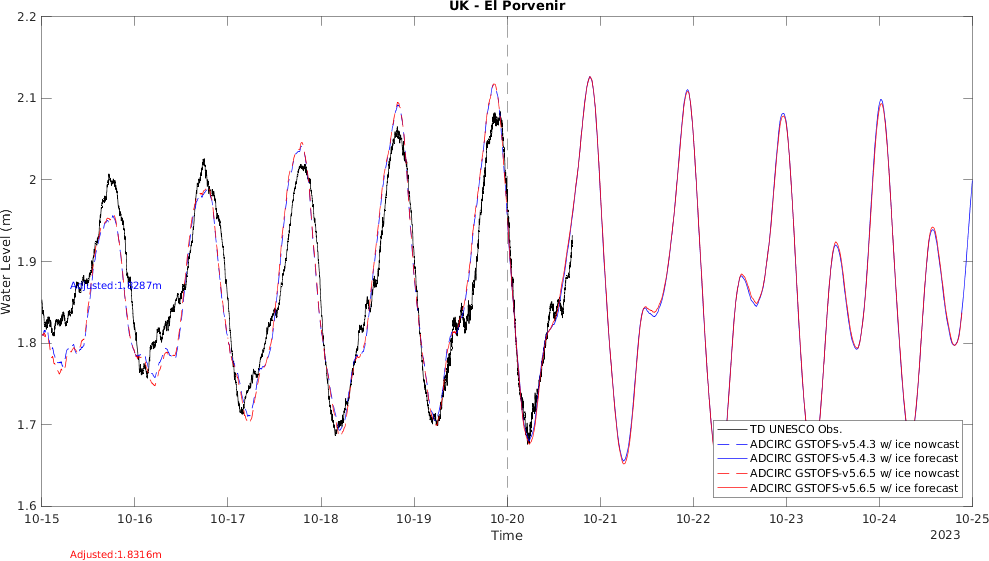 UK - El Porvenir
2.2
2.1
2
1.9
1.8
1.7
1.6
Water Level (m)
Adjusted:1.8287m
TD UNESCO Obs.
ADCIRC GSTOFS-v5.4.3 w/ ice nowcast
ADCIRC GSTOFS-v5.4.3 w/ ice forecast
ADCIRC GSTOFS-v5.6.5 w/ ice nowcast
ADCIRC GSTOFS-v5.6.5 w/ ice forecast
10-15 10-16 10-17 10-18 10-19 10-20 10-21 10-22 10-23 10-24 10-25
Time
2023
Adjusted:1.8316m